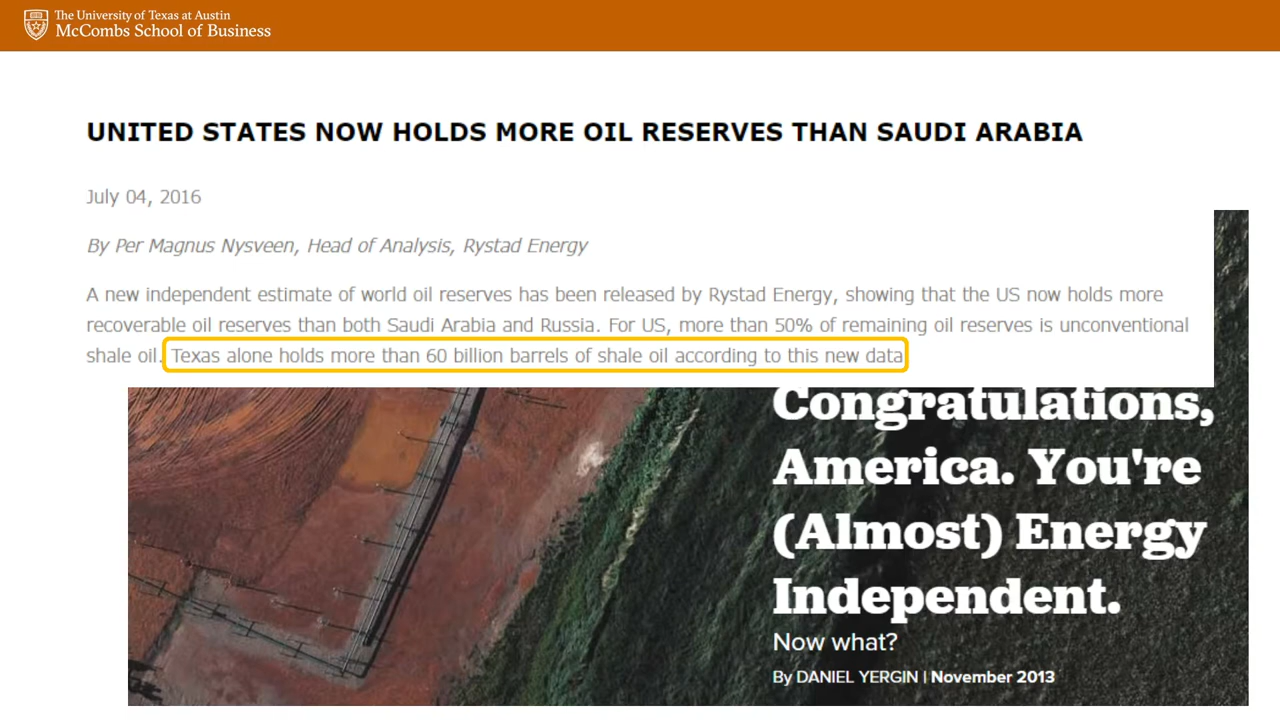 The University of Texas at Austin
McCombs School of Business
UNITED STATES NOW HOLDS MORE OIL RESERVES THAN SAUDI ARABIA
July 04, 2016
By Per Magnus Nysveen, Head of Analysis, Rystad Energy
A new independent estimate of world oil reserves has been released by Rystad Energy, showing that the US now holds more
recoverable oil reserves than both Saudi Arabia and Russia. For US, more than 50% of remaining oil reserves is unconventional
shale oil. Texas alone holds more than 60 billion barrels of shale oil according to this new data
Congratulations,
America. You're
(Almost) Energy
Independent.
Now what?
By DANIEL YERGIN | November 2013